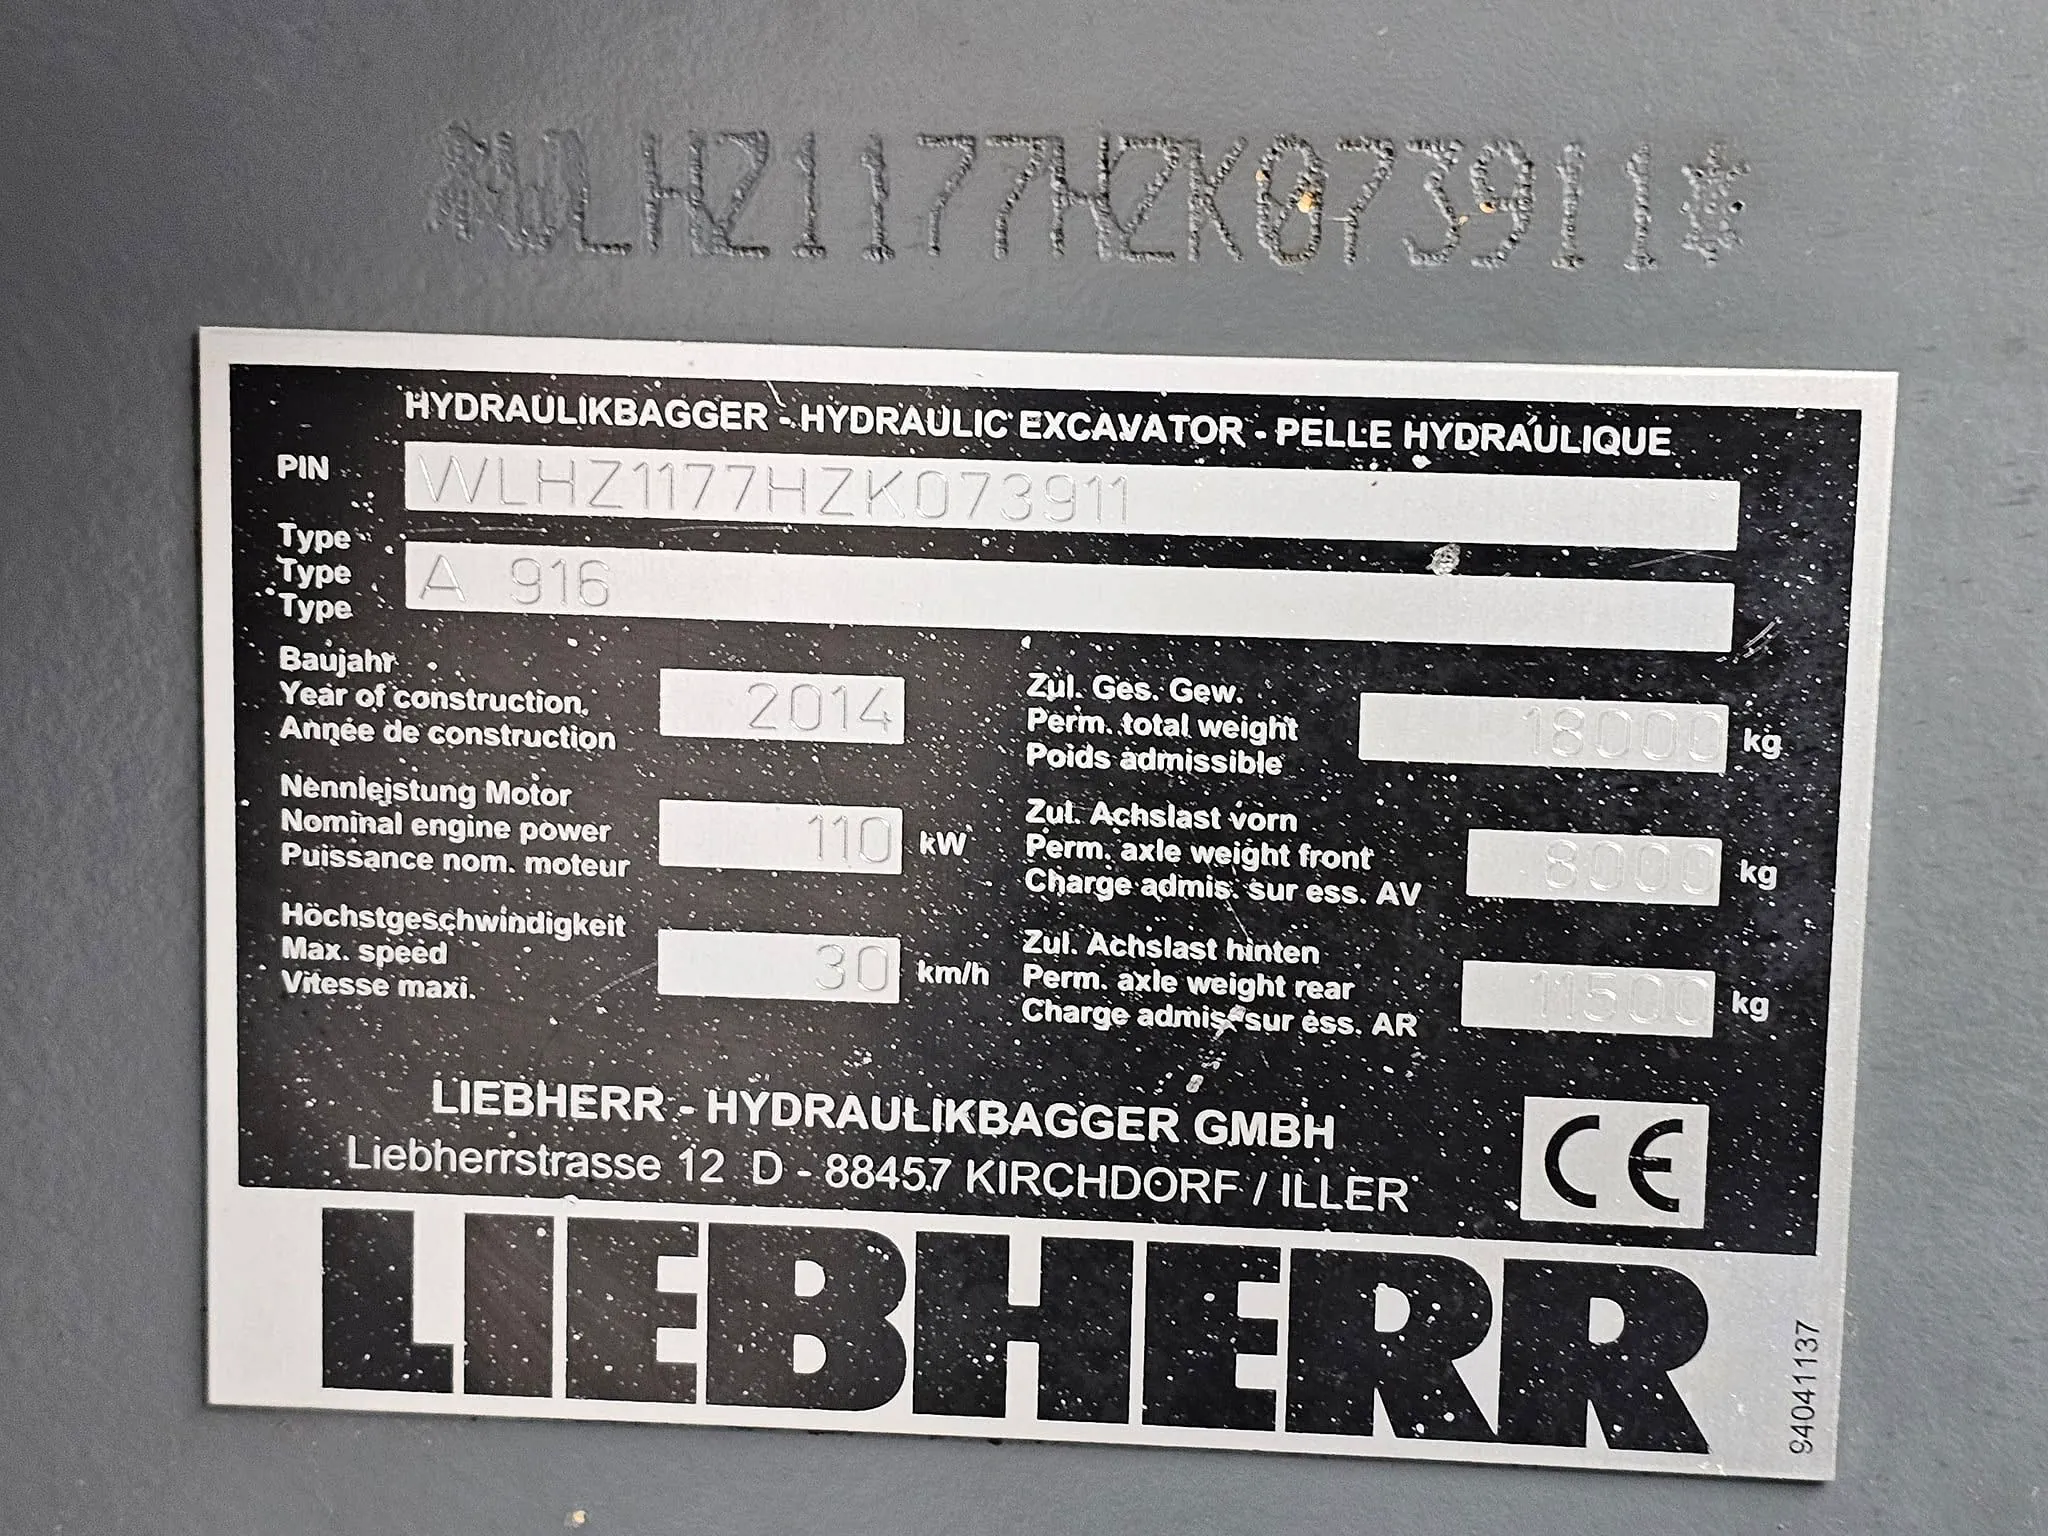 *WLHZ1177HZK073911*
HYDRAULIKBAGGER - HYDRAULIC EXCAVATOR - PELLE HYDRAULIQUE
PIN WLHZ1177HZK073911
Type
Type A 916
Type
Baujahr
Year of construction 2014
Année de construction
Zul. Ges. Gew.
Perm. total weight 18000 kg
Poids admissible
Nennleistung Motor
Nominal engine power 110 kW
Puissance nom. moteur
Zul. Achslast vorn
Perm. axle weight front 8000 kg
Charge admis. sur ess. AV
Höchstgeschwindigkeit
Max. speed 30 km/h
Vitesse maxi.
Zul. Achslast hinten
Perm. axle weight rear 11500 kg
Charge admis. sur ess. AR
LIEBHERR - HYDRAULIKBAGGER GMBH
Liebherrstrasse 12 D - 88457 KIRCHDORF / ILLER
CE
LIEBHERR
94041137